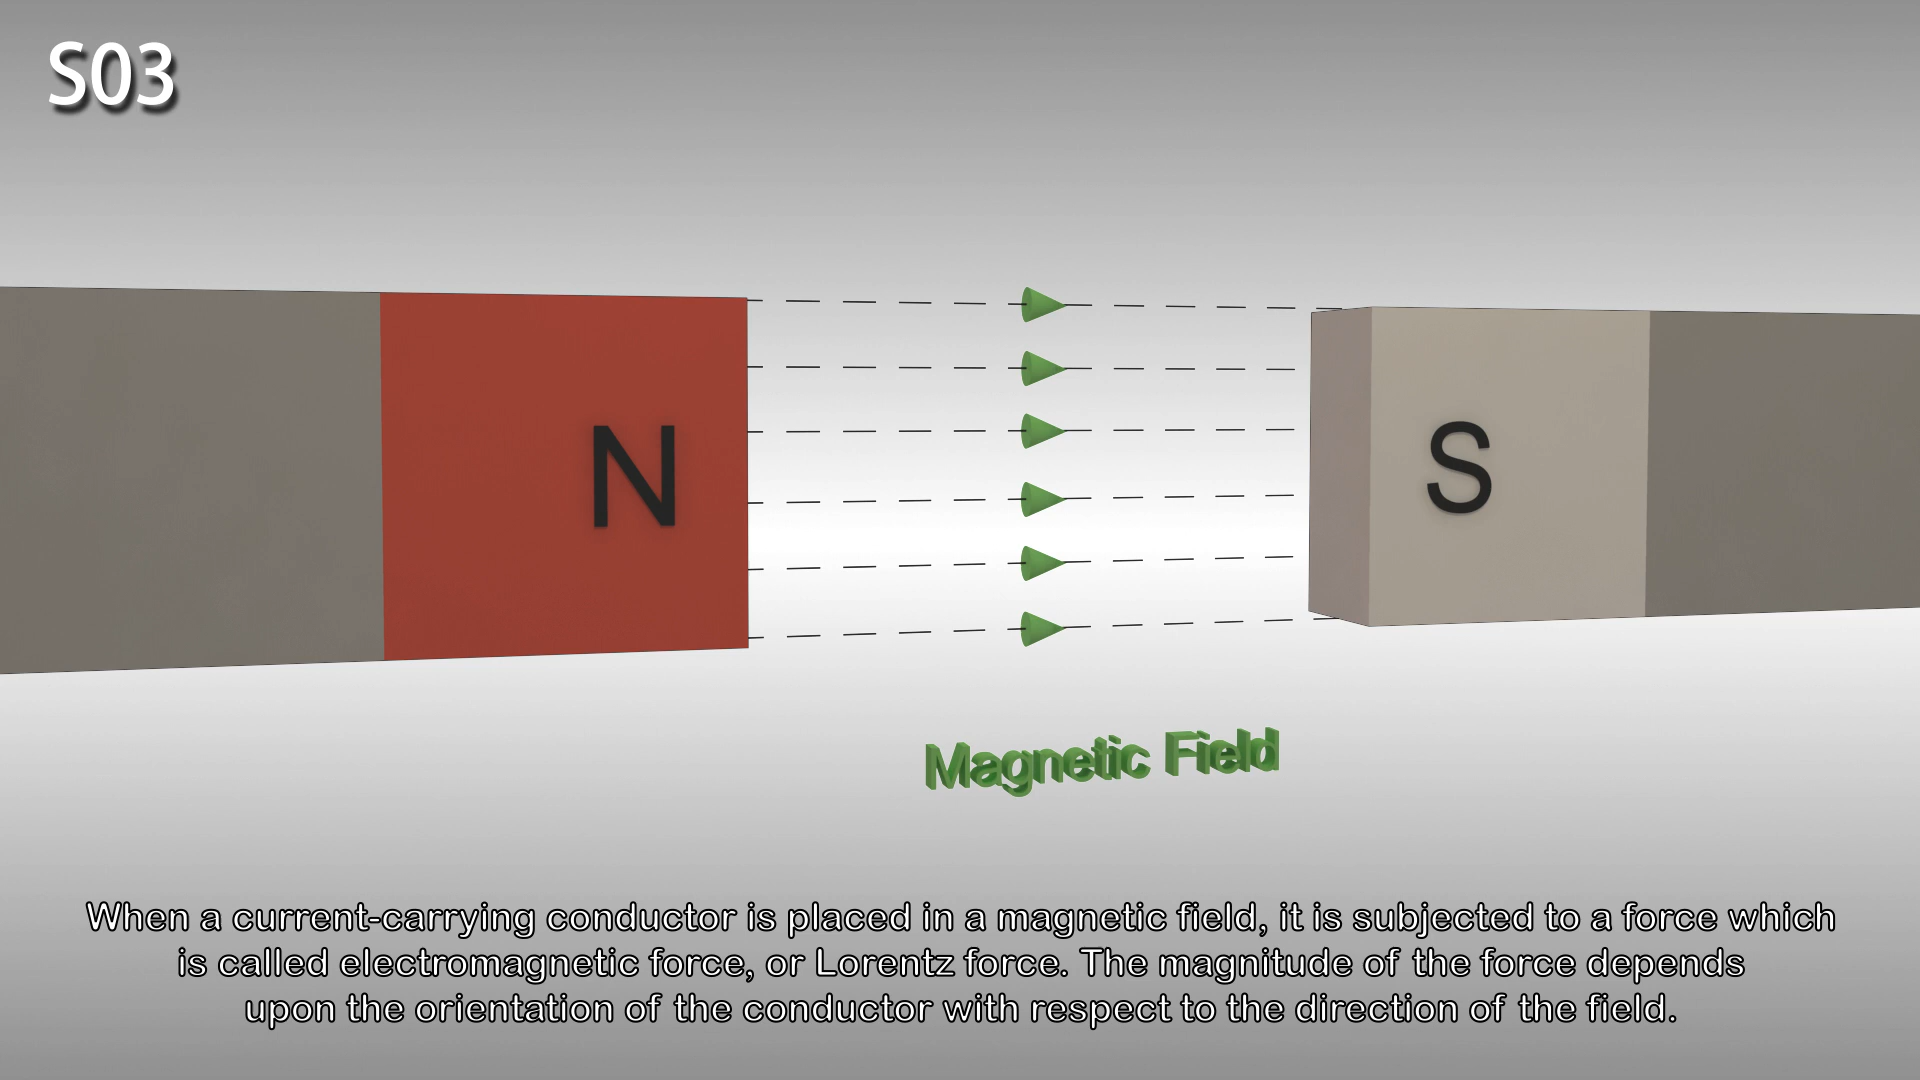 S03
N
S
Magnetic Field
When a current-carrying conductor is placed in a magnetic field, it is subjected to a force which
is called electromagnetic force, or Lorentz force. The magnitude of the force depends
upon the orientation of the conductor with respect to the direction of the field.